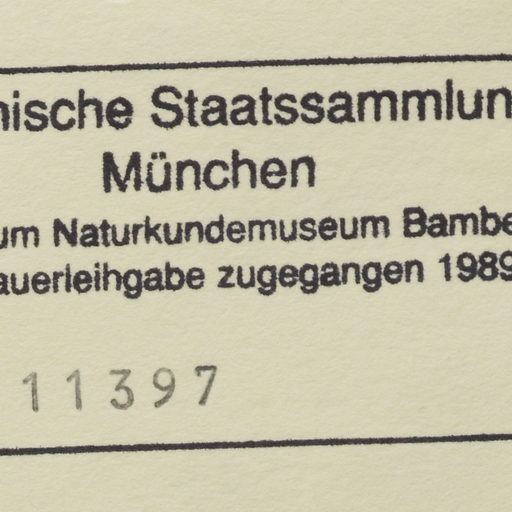 nische Staatssammlun
München
um Naturkundemuseum Bambe
auerleihgabe zugegangen 1989
11397